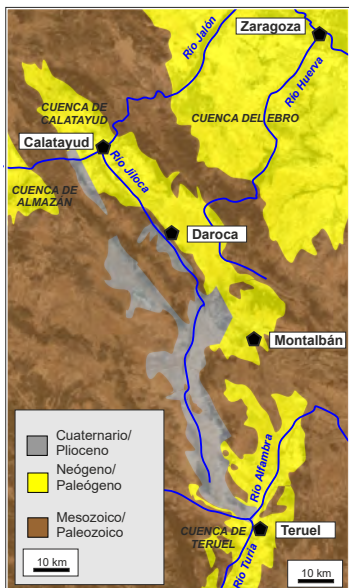 Zaragoza
Río Jalón
Río Huerva
CUENCA DE
CALATAYUD
CUENCA DEL EBRO
Calatayud
Río Jiloca
CUENCA DE
ALMAZÁN
Daroca
Montalbán
Cuaternario/
Plioceno
Neógeno/
Paleógeno
Mesozoico/
Paleozoico
10 km
Río Alfambra
CUENCA DE
TERUEL
Teruel
Río Turia
10 km